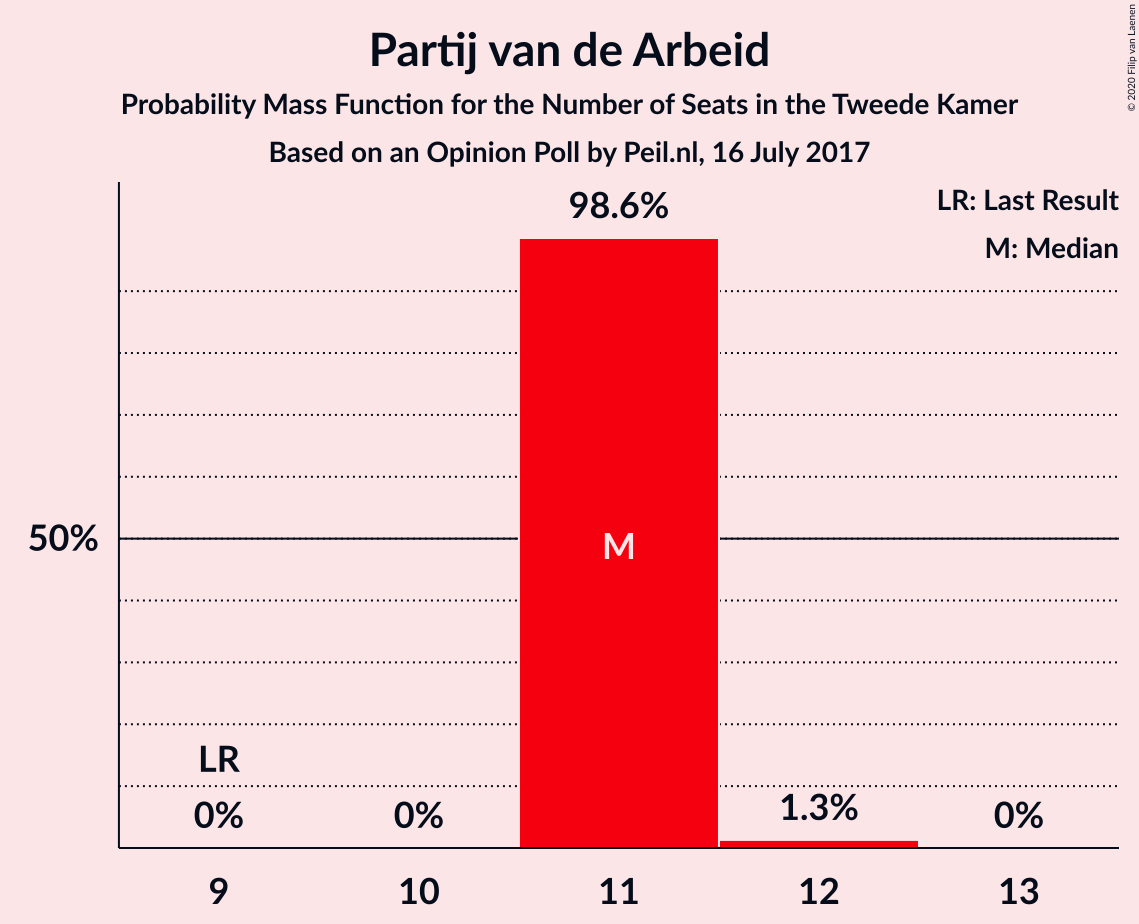 Partij van de Arbeid
Probability Mass Function for the Number of Seats in the Tweede Kamer
Based on an Opinion Poll by Peil.nl, 16 July 2017
© 2020 Filip van Laenen
LR: Last Result
M: Median
98.6%
50%
M
LR
0%
0%
1.3%
0%
9
10
11
12
13